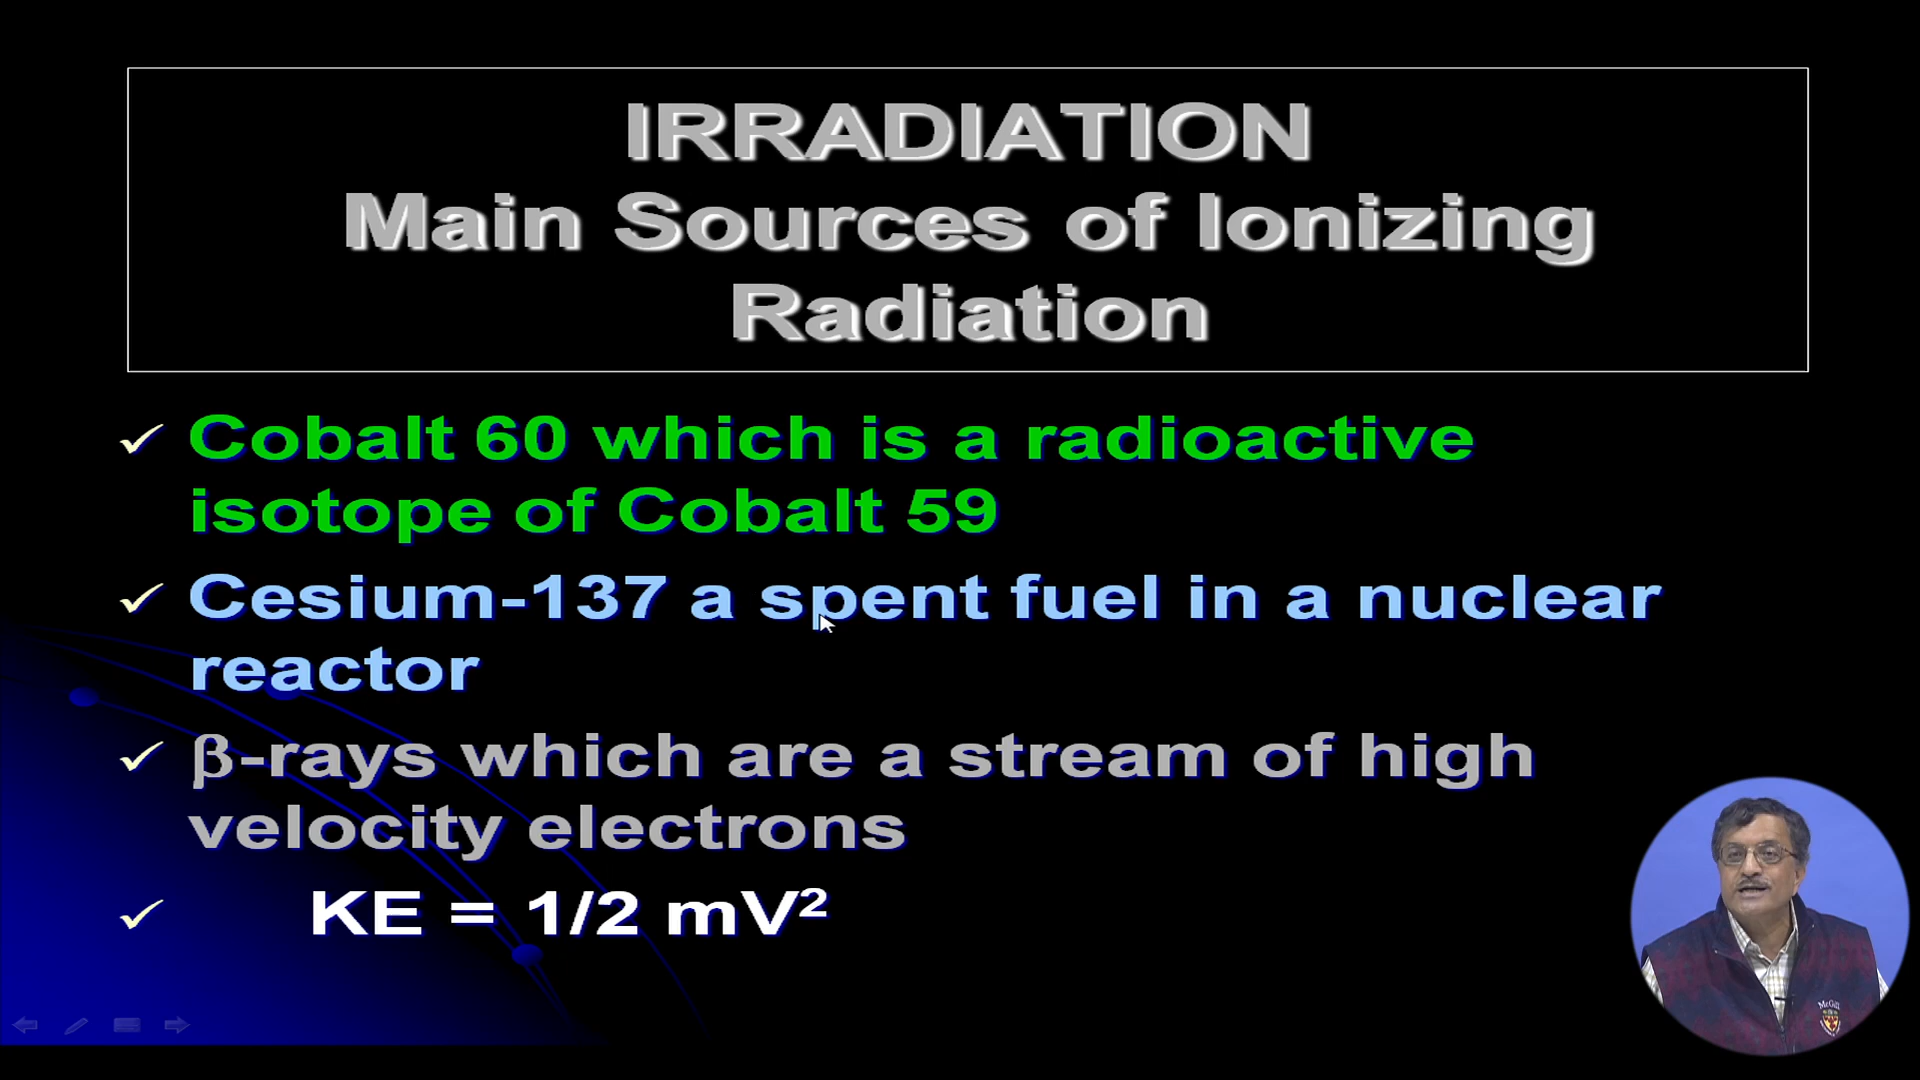 IRRADIATION
Main Sources of Ionizing
Radiation
Cobalt 60 which is a radioactive
isotope of Cobalt 59
Cesium-137 a spent fuel in a nuclear
reactor
β-rays which are a stream of high
velocity electrons
KE = 1/2 mV²
McGill